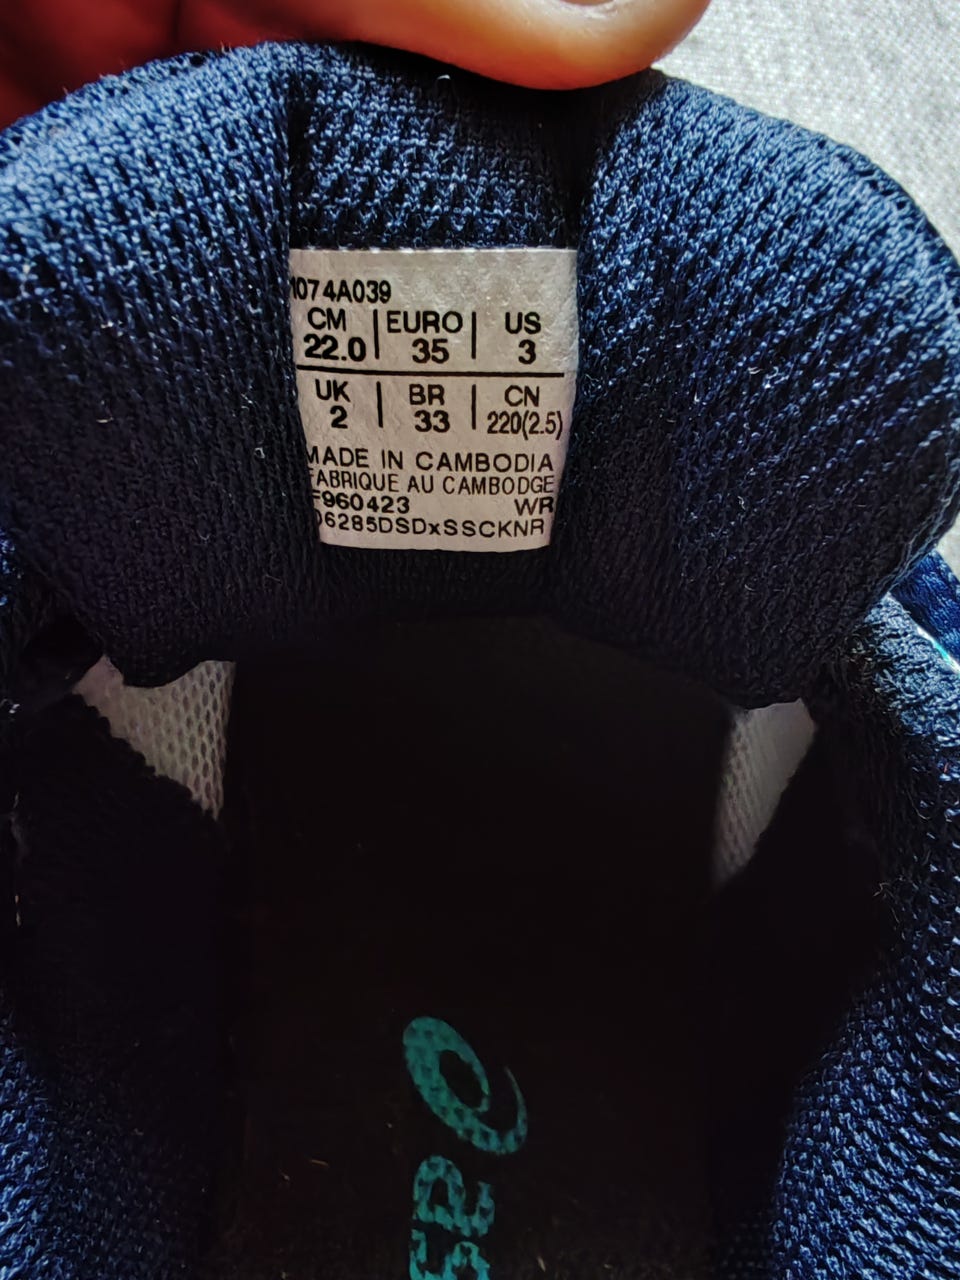 1074A039
CM | EURO | US
22.0 | 35 | 3
UK | BR | CN
2 | 33 | 220(2.5)
MADE IN CAMBODIA
FABRIQUE AU CAMBODGE
F960423 WR
06285DSDxSSCKNR
as